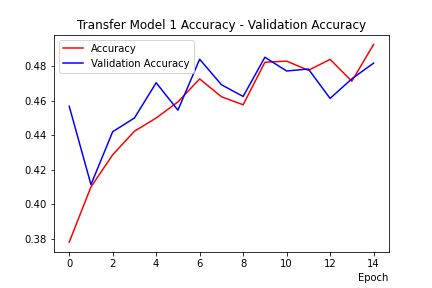 Transfer Model 1 Accuracy - Validation Accuracy
Accuracy
Validation Accuracy
0.48
0.46
0.44
0.42
0.40
0.38
0 2 4 6 8 10 12 14
Epoch